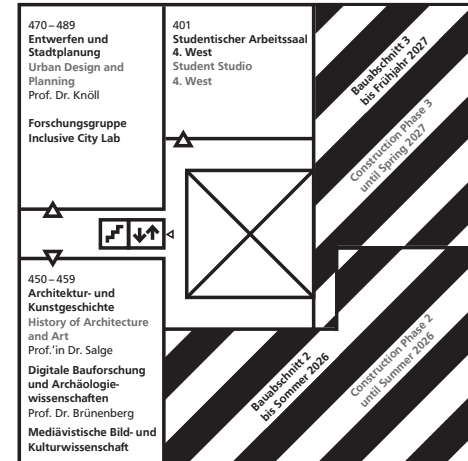 470–489
Entwerfen und
Stadtplanung
Urban Design and
Planning
Prof. Dr. Knöll
Forschungsgruppe
Inclusive City Lab
401
Studentischer Arbeitssaal
4. West
Student Studio
4. West
Bauabschnitt 3
bis Frühjahr 2027
Construction Phase 3
until Spring 2027
450–459
Architektur- und
Kunstgeschichte
History of Architecture
and Art
Prof.'in Dr. Salge
Digitale Bauforschung
und Archäologie-
wissenschaften
Prof. Dr. Brünenberg
Mediävistische Bild- und
Kulturwissenschaft
Bauabschnitt 2
bis Sommer 2026
Construction Phase 2
until Summer 2026